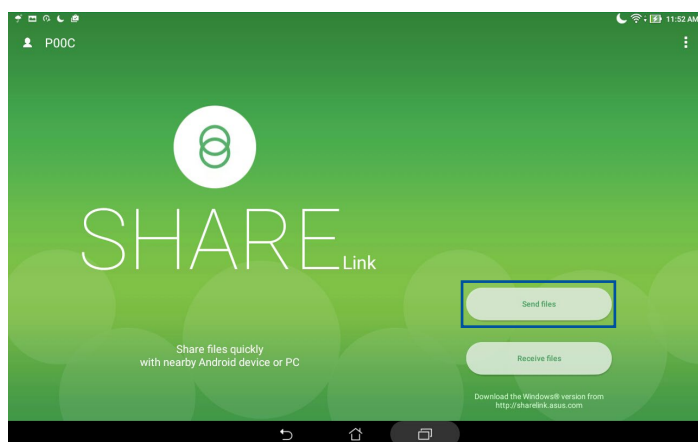 11:52 AM
P00C
SHARE Link
Send files
Share files quickly
with nearby Android device or PC
Receive files
Download the Windows® version from
http://sharelink.asus.com